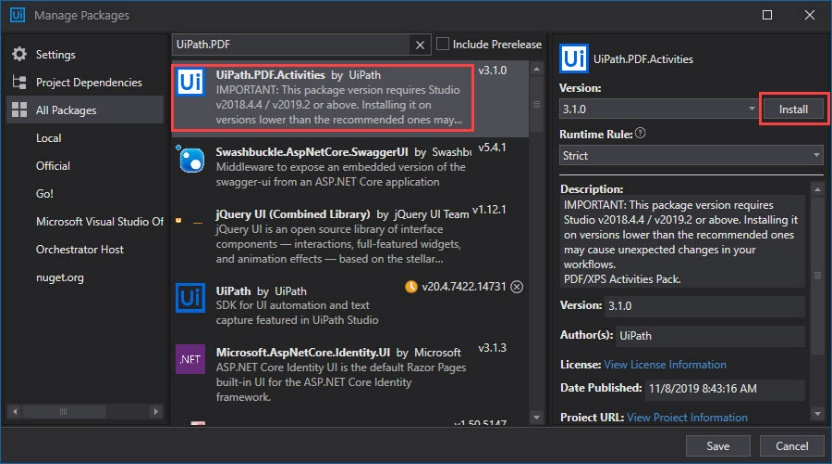 Ui Manage Packages
Settings
Project Dependencies
All Packages
Local
Official
Go!
Microsoft Visual Studio Of
Orchestrator Host
nuget.org
UiPath.PDF
Include Prerelease
Ui
UiPath.PDF.Activities by UiPath v3.1.0
IMPORTANT: This package version requires Studio
v2018.4.4 / v2019.2 or above. Installing it on
versions lower than the recommended ones may...
Swashbuckle.AspNetCore.SwaggerUI by Swashbu v5.4.1
Middleware to expose an embedded version of the
swagger-ui from an ASP.NET Core application
jQuery UI (Combined Library) by jQuery UI Team v1.12.1
jQuery UI is an open source library of interface
components — interactions, full-featured widgets,
and animation effects — based on the stellar...
Ui
UiPath by UiPath v20.4.7422.14731
SDK for UI automation and text
capture featured in UiPath Studio
.NET
Microsoft.AspNetCore.Identity.UI by Microsoft v3.1.3
ASP.NET Core Identity UI is the default Razor Pages
built-in UI for the ASP.NET Core Identity
framework.
v1.50.5147
Ui UiPath.PDF.Activities
Version:
3.1.0 Install
Runtime Rule: ?
Strict
Description:
IMPORTANT: This package version requires
Studio v2018.4.4 / v2019.2 or above. Installing it
on versions lower than the recommended ones
may cause unexpected changes in your
workflows.
PDF/XPS Activities Pack.
Version: 3.1.0
Author(s): UiPath
License: View License Information
Date Published: 11/8/2019 8:43:16 AM
Project URL: View Project Information
Save Cancel